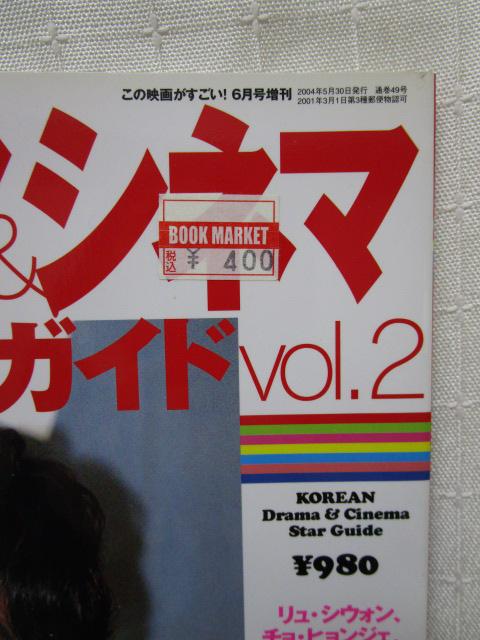 この映画がすごい! 6月号増刊
2004年5月30日発行 通巻49号
2001年3月1日第3種郵便物認可
&シネマ
BOOK MARKET
税込 ¥ 400
ガイド vol.2
KOREAN
Drama & Cinema
Star Guide
¥980
リュ・シウォン、
チョ・ヒョンジェ